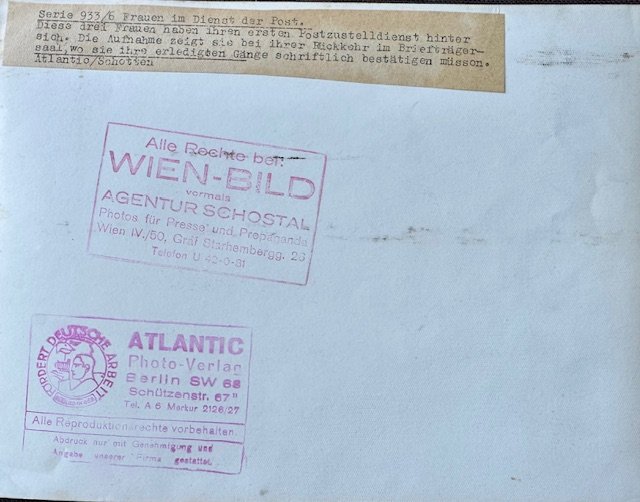 Serie 933/6 Frauen im Dienst der Post.
Diese drei Frauen haben ihren ersten Postzustelldienst hinter
sich. Die Aufnahme zeigt sie bei ihrer Rückkehr im Briefträger-
saal,wo sie ihre erledigten Gänge schriftlich bestätigen müssen.
Atlantic/Schotten
Alle Rechte bei:
WIEN-BILD
vormals
AGENTUR SCHOSTAL
Photos für Presse und Propaganda
Wien IV./50, Graf Starhembergg. 26
Telefon U 42-0-61
FÖRDERT DEUTSCHE ARBEIT
ATLANTIC
Photo-Verlag
Berlin SW 68
Schützenstr. 67"
Tel. A 6 Merkur 2126/27
Alle Reproduktionsrechte vorbehalten.
Abdruck nur mit Genehmigung und
Angabe unserer Firma gestattet.